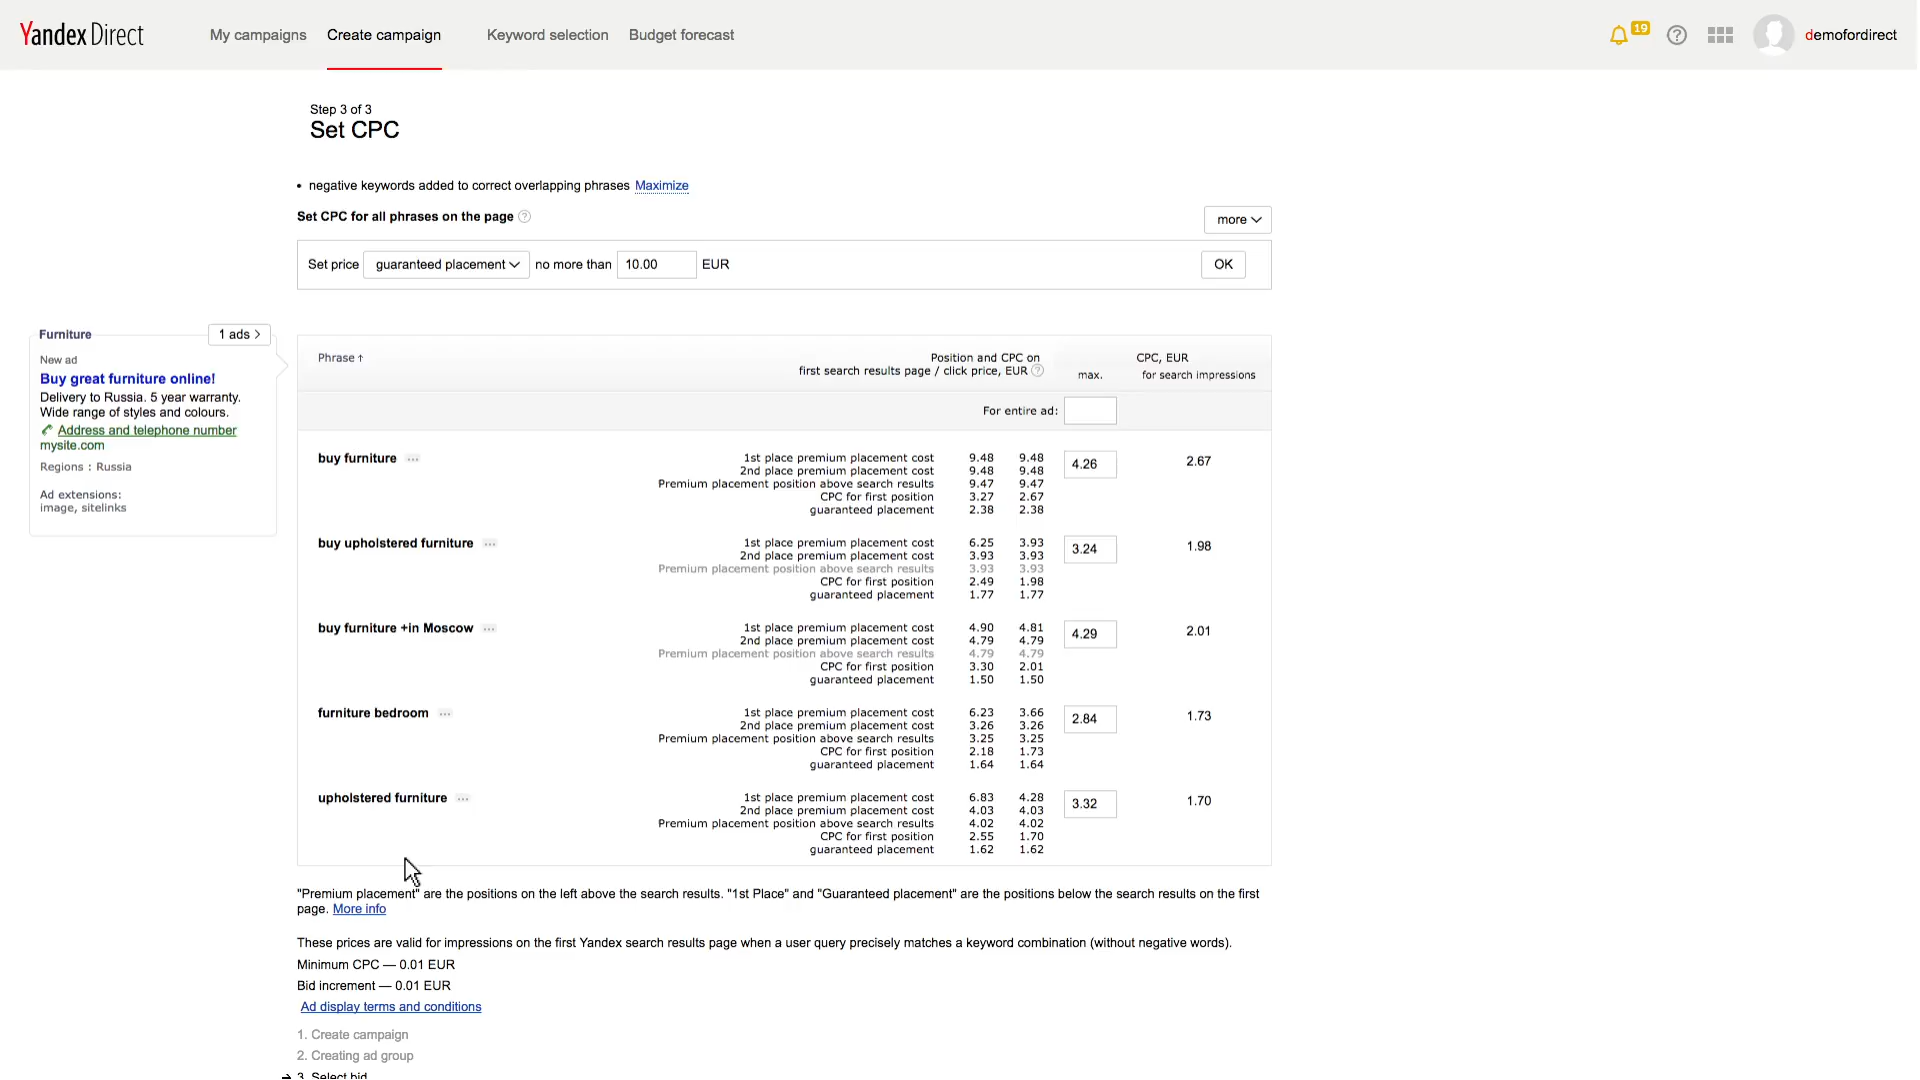 Yandex Direct
My campaigns
Create campaign
Keyword selection
Budget forecast
19
demofordirect
Step 3 of 3
Set CPC
• negative keywords added to correct overlapping phrases Maximize
Set CPC for all phrases on the page ?
more
Set price guaranteed placement no more than 10.00 EUR
OK
Furniture
1 ads >
New ad
Buy great furniture online!
Delivery to Russia. 5 year warranty.
Wide range of styles and colours.
Address and telephone number
mysite.com
Regions : Russia
Ad extensions:
image, sitelinks
Phrase ↑
Position and CPC on
first search results page / click price, EUR ?
max.
CPC, EUR
for search impressions
For entire ad:
buy furniture ...
1st place premium placement cost 9.48 9.48
2nd place premium placement cost 9.48 9.48
Premium placement position above search results 9.47 9.47
CPC for first position 3.27 2.67
guaranteed placement 2.38 2.38
4.26
2.67
buy upholstered furniture ...
1st place premium placement cost 6.25 3.93
2nd place premium placement cost 3.93 3.93
Premium placement position above search results 3.93 3.93
CPC for first position 2.49 1.98
guaranteed placement 1.77 1.77
3.24
1.98
buy furniture +in Moscow ...
1st place premium placement cost 4.90 4.81
2nd place premium placement cost 4.79 4.79
Premium placement position above search results 4.79 4.79
CPC for first position 3.30 2.01
guaranteed placement 1.50 1.50
4.29
2.01
furniture bedroom ...
1st place premium placement cost 6.23 3.66
2nd place premium placement cost 3.26 3.26
Premium placement position above search results 3.25 3.25
CPC for first position 2.18 1.73
guaranteed placement 1.64 1.64
2.84
1.73
upholstered furniture ...
1st place premium placement cost 6.83 4.28
2nd place premium placement cost 4.03 4.03
Premium placement position above search results 4.02 4.02
CPC for first position 2.55 1.70
guaranteed placement 1.62 1.62
3.32
1.70
"Premium placement" are the positions on the left above the search results. "1st Place" and "Guaranteed placement" are the positions below the search results on the first
page. More info
These prices are valid for impressions on the first Yandex search results page when a user query precisely matches a keyword combination (without negative words).
Minimum CPC — 0.01 EUR
Bid increment — 0.01 EUR
Ad display terms and conditions
1. Create campaign
2. Creating ad group
→ 3. Select bid